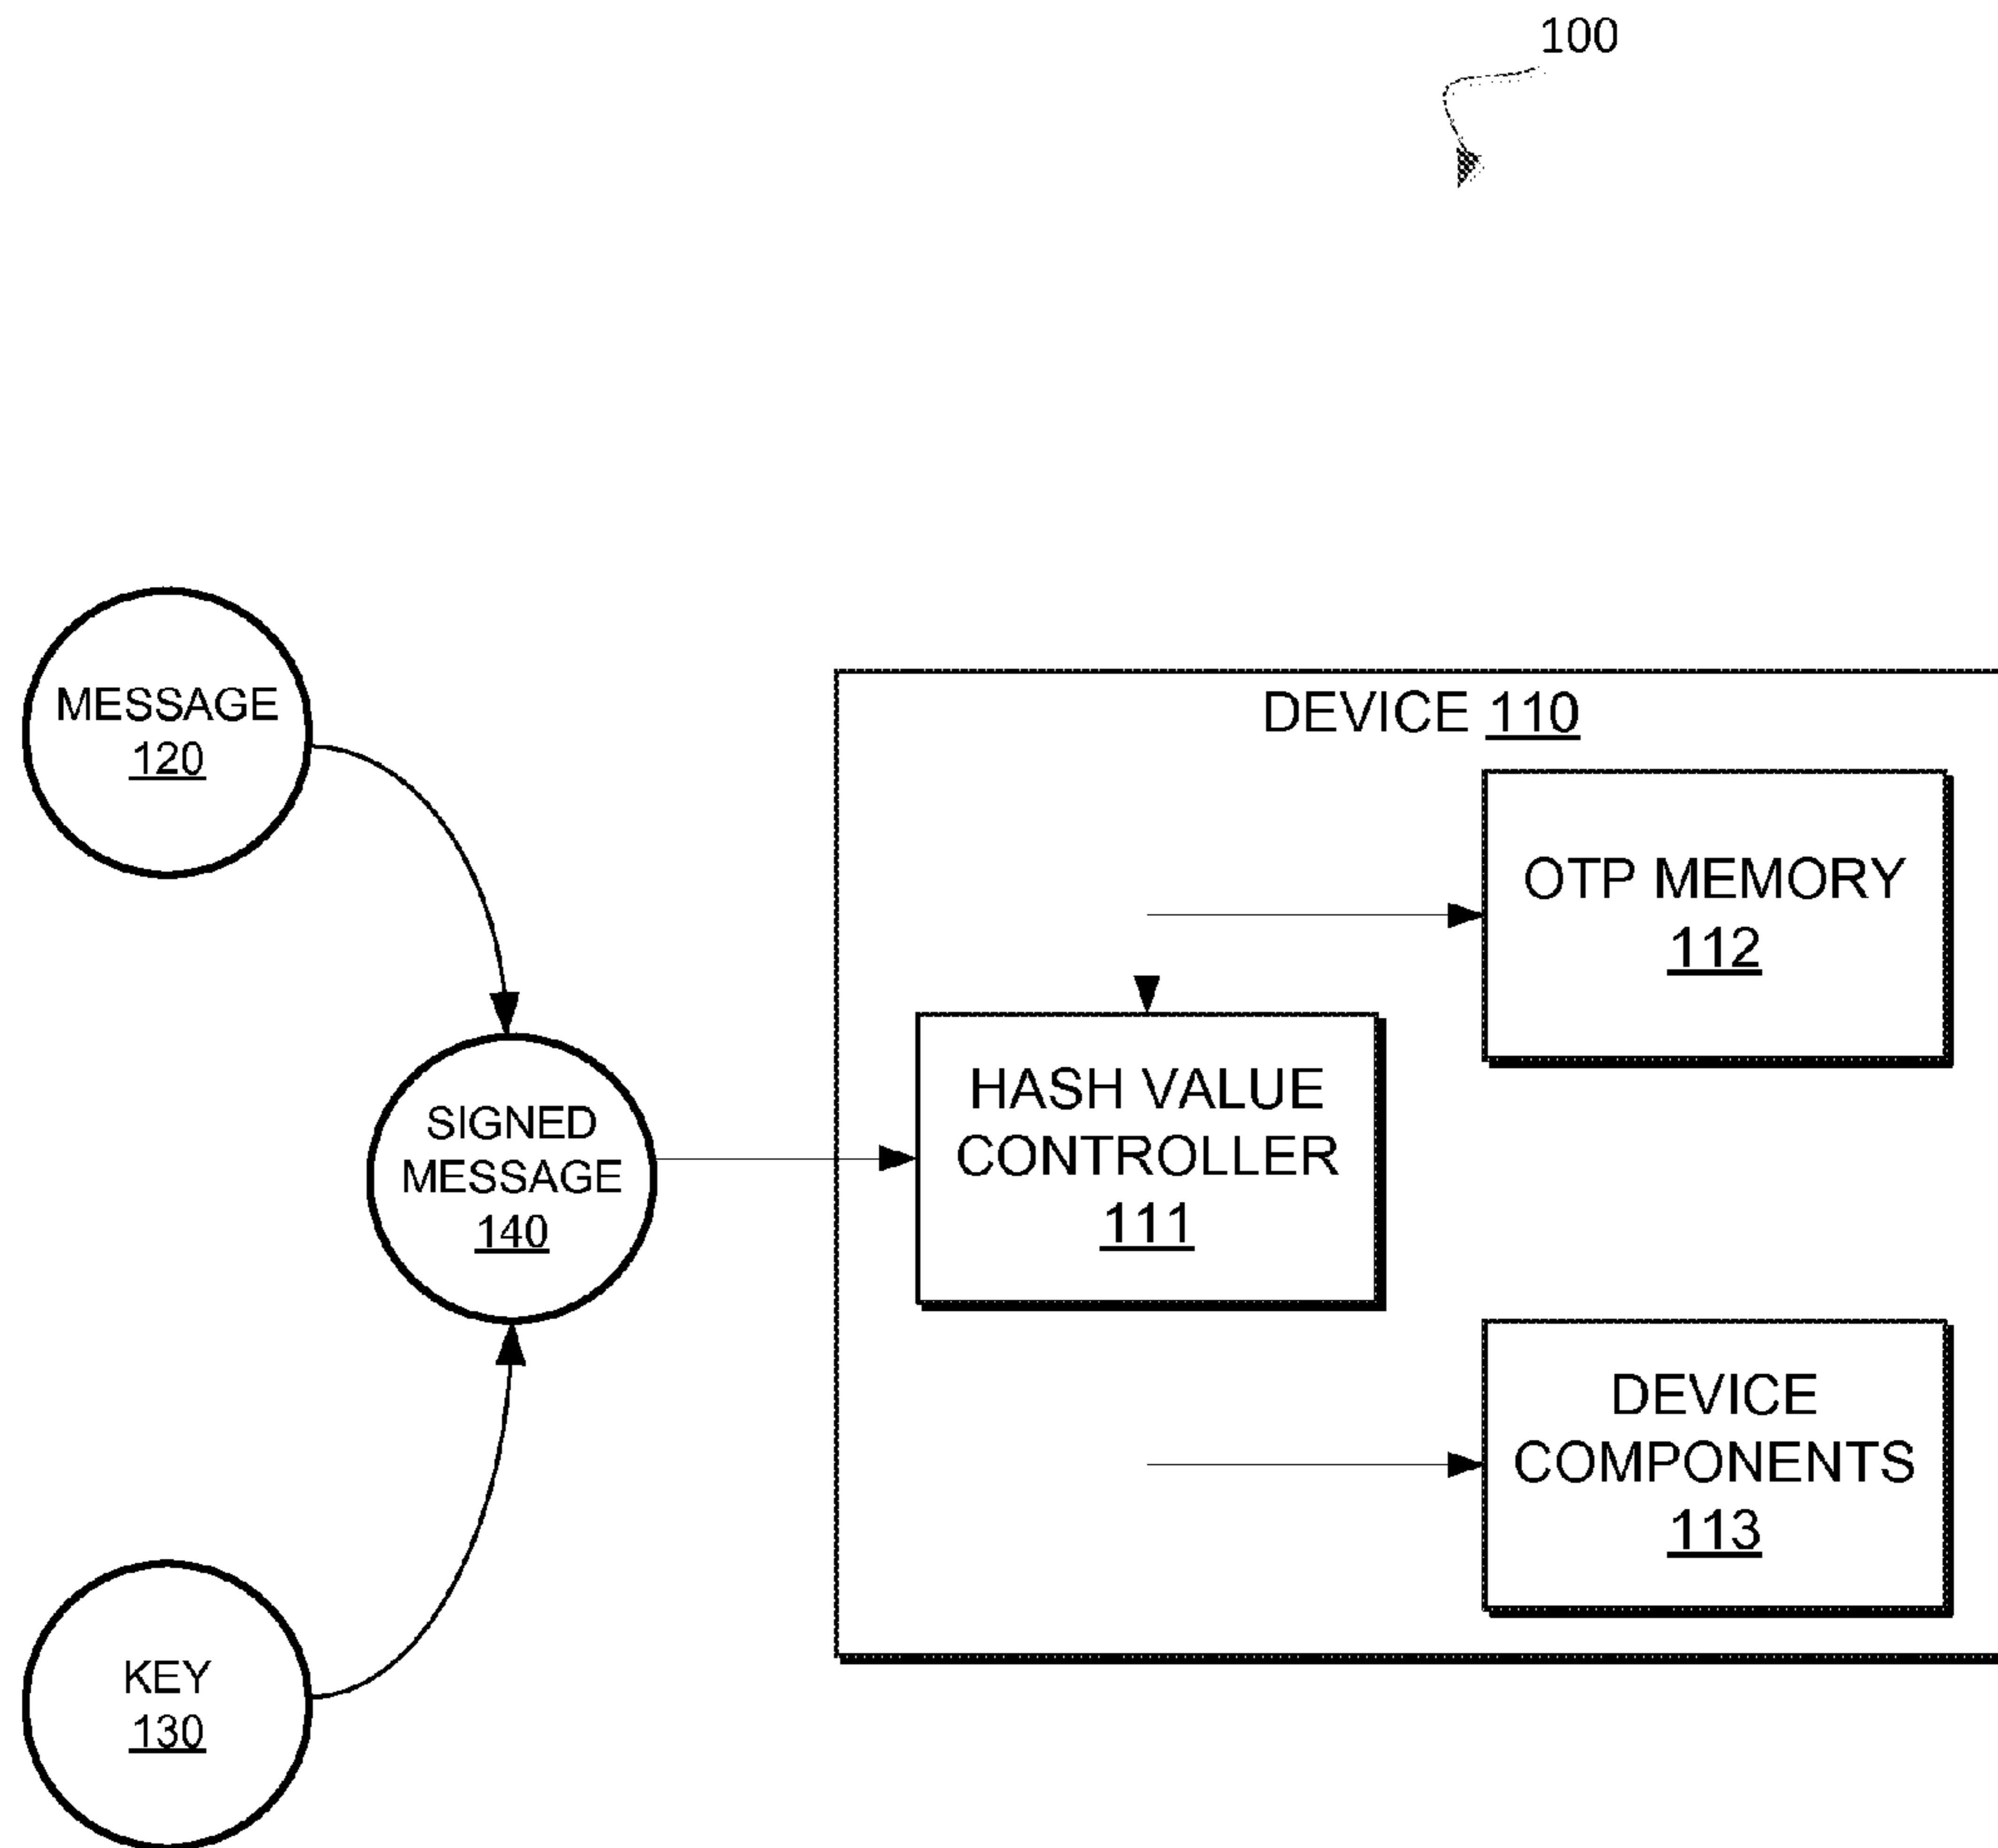 100
MESSAGE
120
DEVICE 110
OTP MEMORY
112
HASH VALUE
CONTROLLER
111
SIGNED
MESSAGE
140
DEVICE
COMPONENTS
113
KEY
130